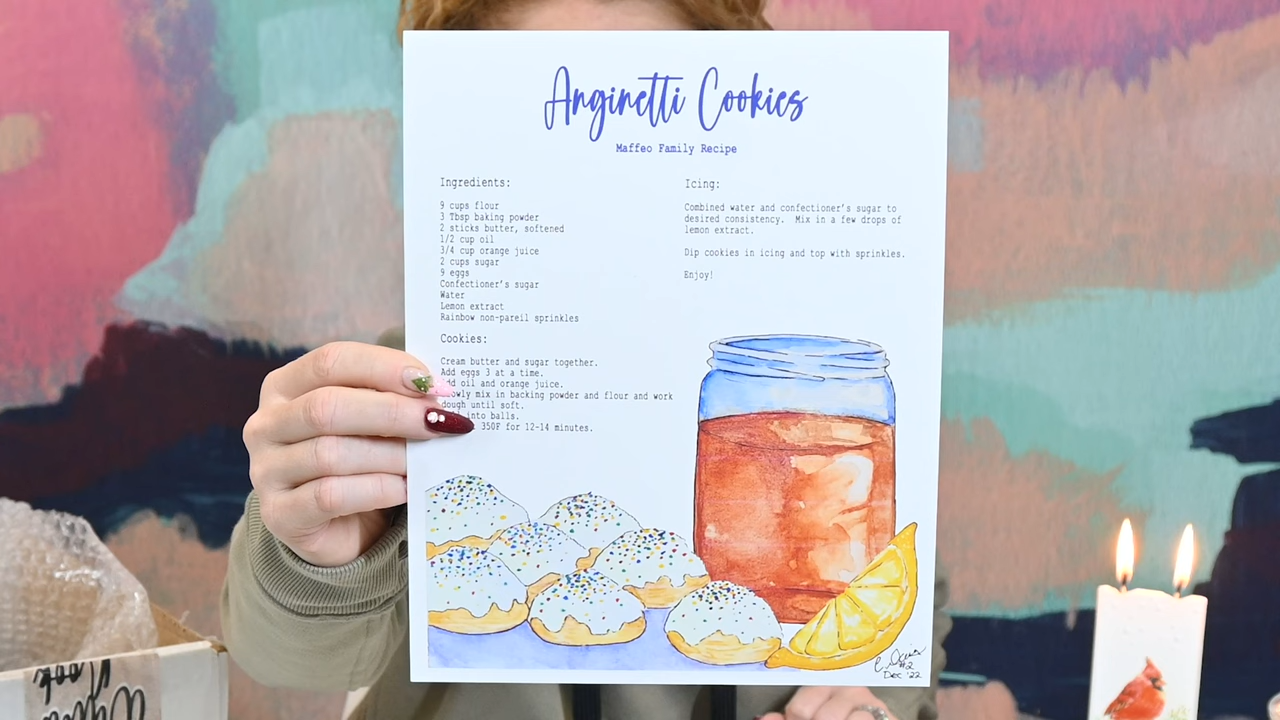 Anginetti Cookies
Maffeo Family Recipe
Ingredients:
9 cups flour
3 Tbsp baking powder
2 sticks butter, softened
1/2 cup oil
3/4 cup orange juice
2 cups sugar
9 eggs
Confectioner's sugar
Water
Lemon extract
Rainbow non-pareil sprinkles
Cookies:
Cream butter and sugar together.
Add eggs 3 at a time.
dd oil and orange juice.
lowly mix in backing powder and flour and work
dough until soft.
into balls.
350F for 12-14 minutes.
Icing:
Combined water and confectioner's sugar to
desired consistency. Mix in a few drops of
lemon extract.
Dip cookies in icing and top with sprinkles.
Enjoy!
#2
Dec '22